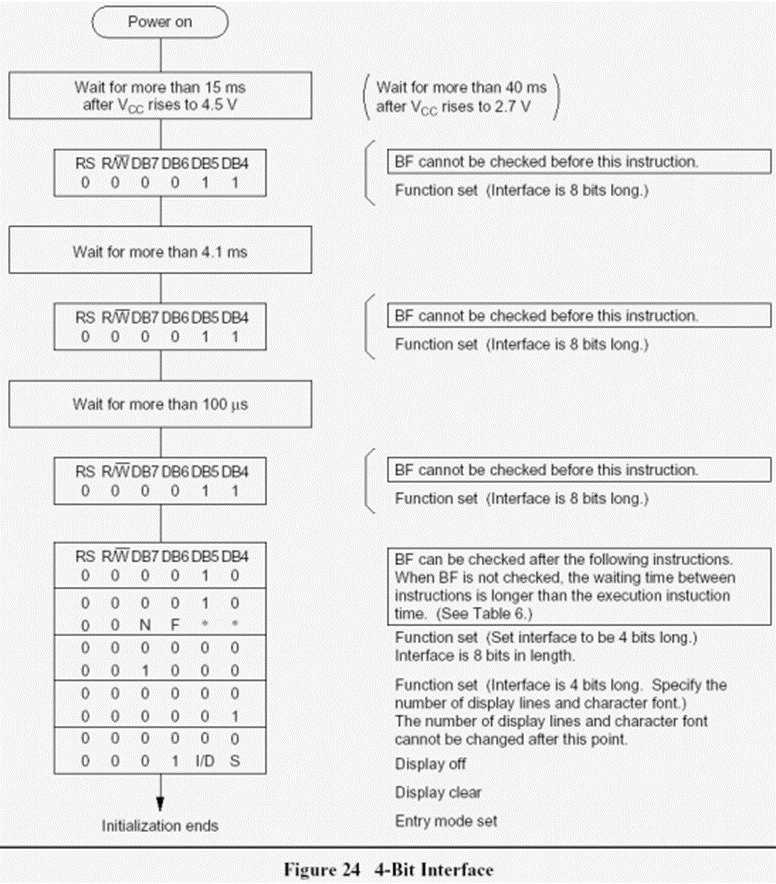 Power on
Wait for more than 15 ms
after VCC rises to 4.5 V
Wait for more than 40 ms
after VCC rises to 2.7 V
RS R/W̅ DB7 DB6 DB5 DB4
0 0 0 0 1 1
BF cannot be checked before this instruction.
Function set (Interface is 8 bits long.)
Wait for more than 4.1 ms
RS R/W̅ DB7 DB6 DB5 DB4
0 0 0 0 1 1
BF cannot be checked before this instruction.
Function set (Interface is 8 bits long.)
Wait for more than 100 µs
RS R/W̅ DB7 DB6 DB5 DB4
0 0 0 0 1 1
BF cannot be checked before this instruction.
Function set (Interface is 8 bits long.)
RS R/W̅ DB7 DB6 DB5 DB4
0 0 0 0 1 0
0 0 0 0 1 0
0 0 N F * *
0 0 0 0 0 0
0 0 1 0 0 0
0 0 0 0 0 0
0 0 0 0 0 1
0 0 0 0 0 0
0 0 0 1 I/D S
BF can be checked after the following instructions.
When BF is not checked, the waiting time between
instructions is longer than the execution instuction
time. (See Table 6.)
Function set (Set interface to be 4 bits long.)
Interface is 8 bits in length.
Function set (Interface is 4 bits long. Specify the
number of display lines and character font.)
The number of display lines and character font
cannot be changed after this point.
Display off
Display clear
Entry mode set
Initialization ends
Figure 24 4-Bit Interface